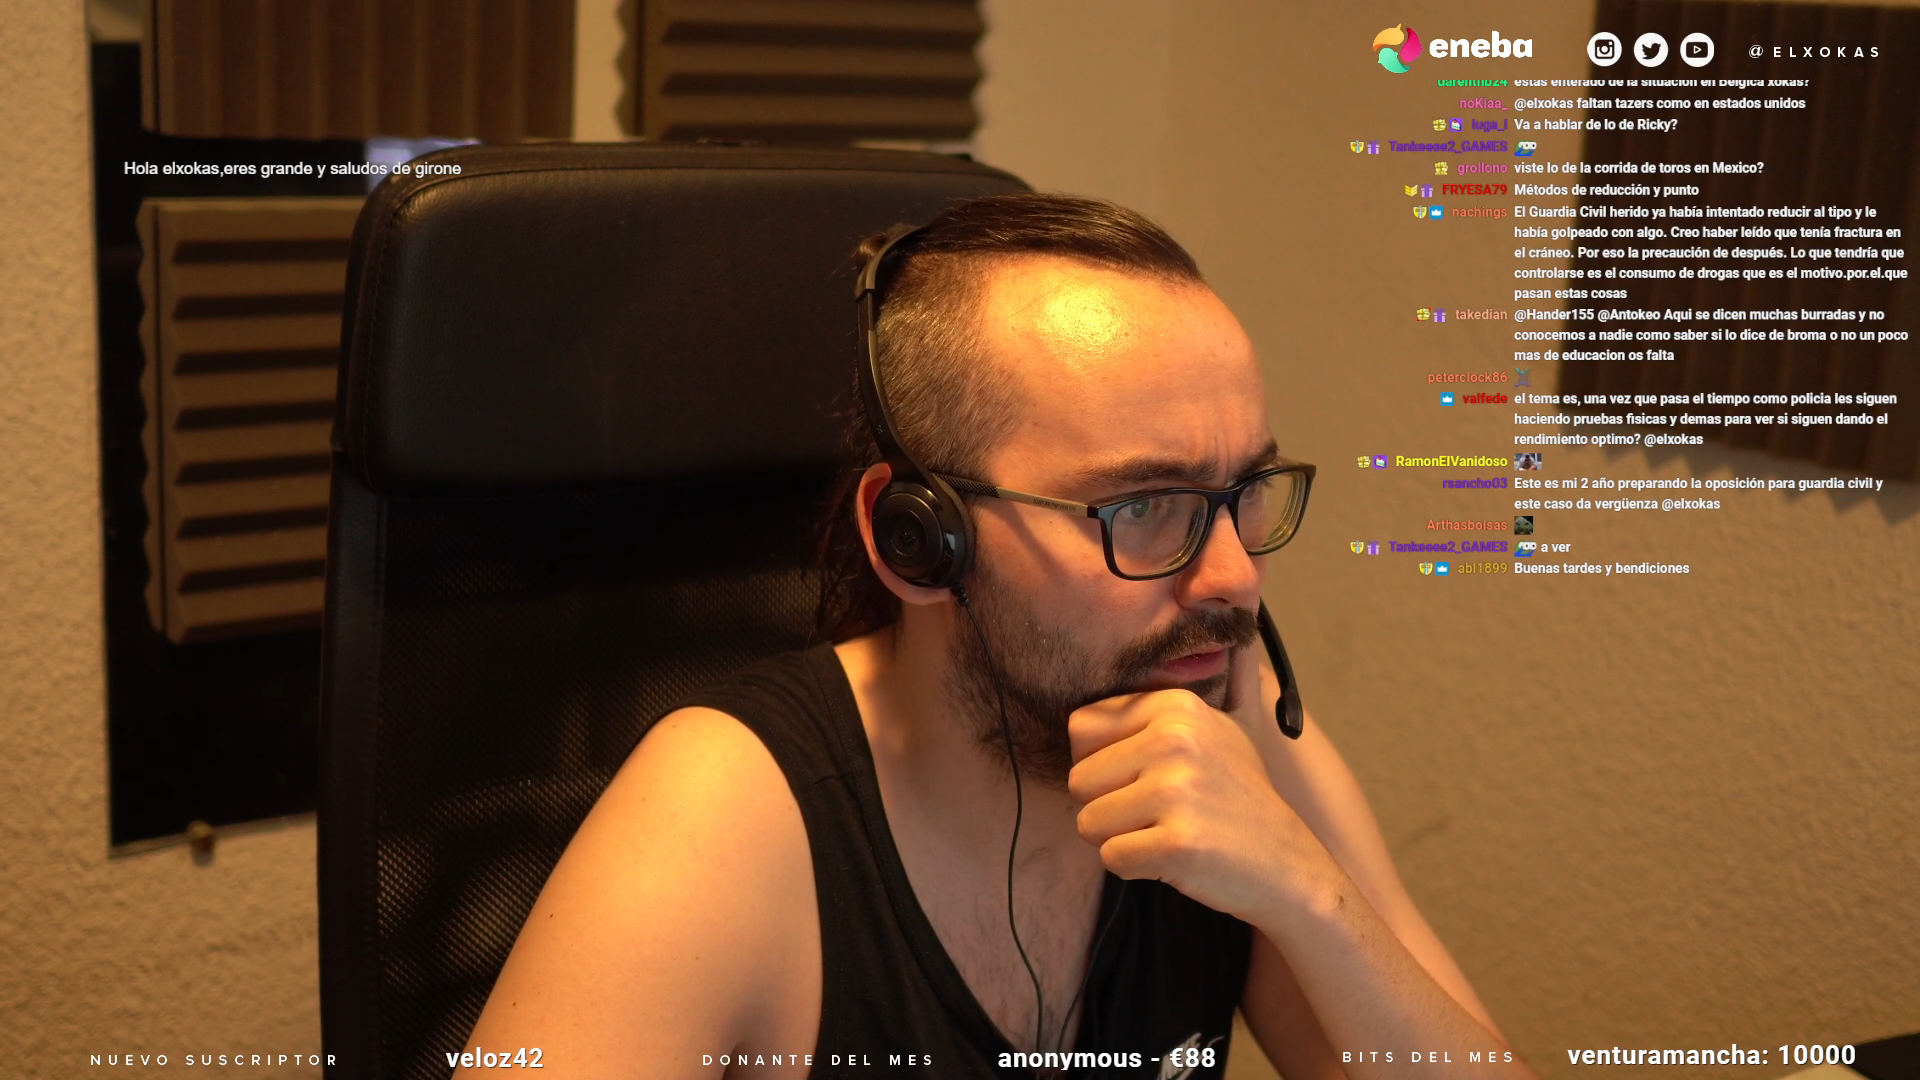 eneba
@ELXOKAS
darenthb24 estas enterado de la situacion en Belgica xokas?
noKiaa_ @elxokas faltan tazers como en estados unidos
luga_l Va a hablar de lo de Ricky?
Tankeeee2_GAMES
grollono viste lo de la corrida de toros en Mexico?
Hola elxokas,eres grande y saludos de girone
FRYESA79 Métodos de reducción y punto
nachings El Guardia Civil herido ya había intentado reducir al tipo y le
había golpeado con algo. Creo haber leído que tenía fractura en
el cráneo. Por eso la precaución de después. Lo que tendría que
controlarse es el consumo de drogas que es el motivo.por.el.que
pasan estas cosas
takedian @Hander155 @Antokeo Aqui se dicen muchas burradas y no
conocemos a nadie como saber si lo dice de broma o no un poco
mas de educacion os falta
peterclock86
valfede el tema es, una vez que pasa el tiempo como policia les siguen
haciendo pruebas fisicas y demas para ver si siguen dando el
rendimiento optimo? @elxokas
RamonElVanidoso
rsancho03 Este es mi 2 año preparando la oposición para guardia civil y
este caso da vergüenza @elxokas
Arthasbolsas
Tankeeee2_GAMES a ver
abl1899 Buenas tardes y bendiciones
NUEVO SUSCRIPTOR veloz42 DONANTE DEL MES anonymous - €88 BITS DEL MES venturamancha: 10000